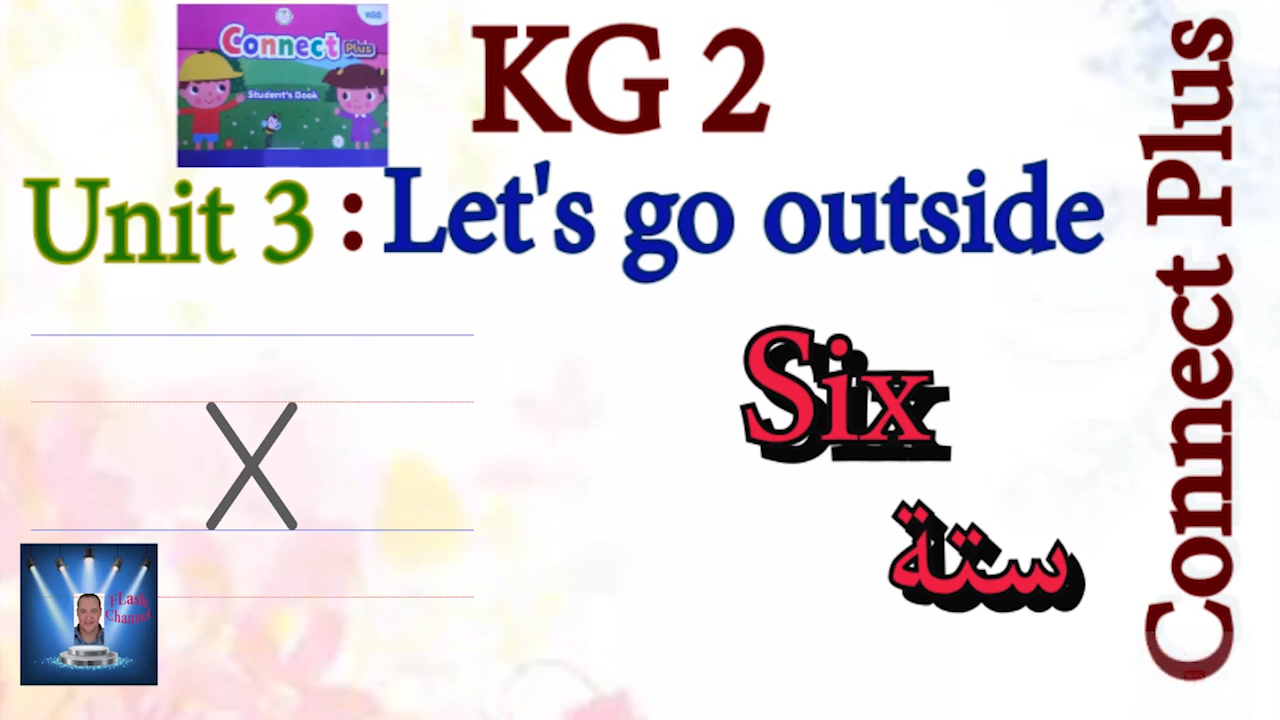 KG2
Connect Plus
Student's Book
KG 2
Unit 3 : Let's go outside
x
Six
ستة
FLash
Channel
Connect Plus